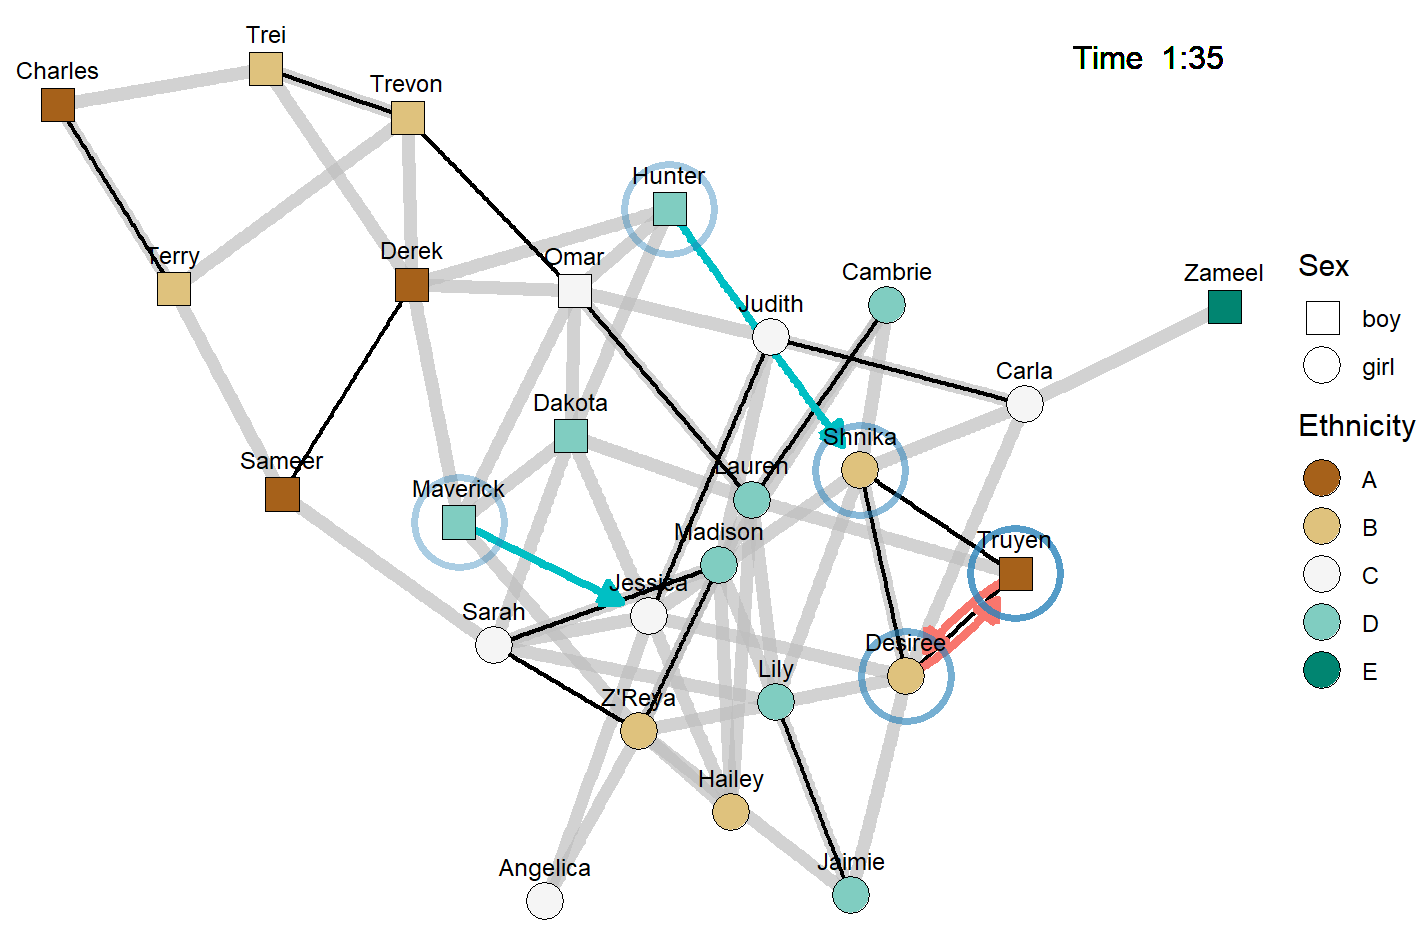 Trei
Time 1:35
Charles
Trevon
Hunter
Terry
Derek
Omar
Cambrie
Zameel
Sex
Judith
boy
girl
Carla
Dakota
Ethnicity
Shnika
Sameer
Lauren
A
Maverick
B
Madison
Truyen
C
Jessica
Sarah
D
Desiree
Lily
E
Z'Reya
Hailey
Angelica
Jaimie